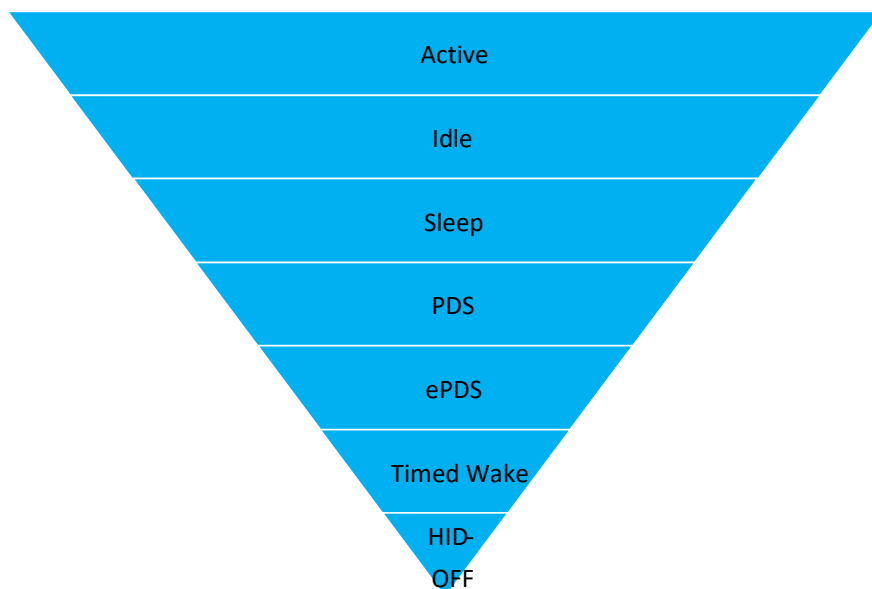 Active
Idle
Sleep
PDS
ePDS
Timed Wake
HID-
OFF